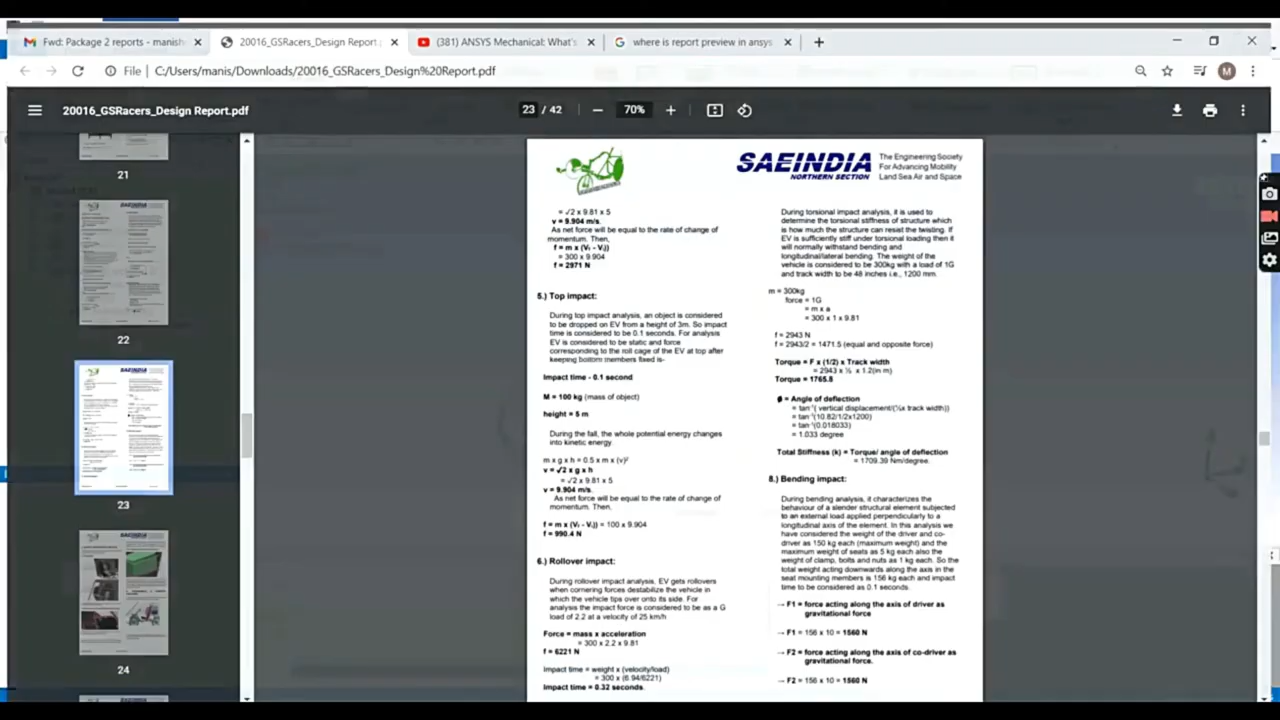 Fwd: Package 2 reports - manish
20016_GSRacers_Design Report.
(381) ANSYS Mechanical: What's
where is report preview in ansys
File
C:/Users/manis/Downloads/20016_GSRacers_Design%20Report.pdf
M
20016_GSRacers_Design Report.pdf
23 / 42
70%
21
22
23
24
SAEINDIA
NORTHERN SECTION
The Engineering Society
For Advancing Mobility
Land Sea Air and Space
= √2 x 9.81 x 5
v = 9.904 m/s.
As net force will be equal to the rate of change of
momentum. Then,
f = m x (Vf - Vi))
= 300 x 9.904
f = 2971 N
5.) Top impact:
During top impact analysis, an object is considered
to be dropped on EV from a height of 3m. So impact
time is considered to be 0.1 seconds. For analysis
EV is considered to be static and force
corresponding to the roll cage of the EV at top after
keeping bottom members fixed is-
Impact time - 0.1 second
M = 100 kg (mass of object)
height = 5 m
During the fall, the whole potential energy changes
into kinetic energy
m x g x h = 0.5 x m x (v)²
v = √2 x g x h
= √2 x 9.81 x 5
v = 9.904 m/s.
As net force will be equal to the rate of change of
momentum. Then,
f = m x (Vf - Vi)) = 100 x 9.904
f = 990.4 N
6.) Rollover impact:
During rollover impact analysis, EV gets rollovers
when cornering forces destabilize the vehicle in
which the vehicle tips over onto its side. For
analysis the impact force is considered to be as a G
load of 2.2 at a velocity of 25 km/h
Force = mass x acceleration
= 300 x 2.2 x 9.81
f = 6221 N
Impact time = weight x (velocity/load)
= 300 x (6.94/6221)
Impact time = 0.32 seconds.
During torsional impact analysis, it is used to
determine the torsional stiffness of structure which
is how much the structure can resist the twisting. If
EV is sufficiently stiff under torsional loading then it
will normally withstand bending and
longitudinal/lateral bending. The weight of the
vehicle is considered to be 300kg with a load of 1G
and track width to be 48 inches i.e., 1200 mm.
m = 300kg
force = 1G
= m x a
= 300 x 1 x 9.81
f = 2943 N
f = 2943/2 = 1471.5 (equal and opposite force)
Torque = F x (1/2) x Track width
= 2943 x ½ x 1.2(in m)
Torque = 1765.8
ø = Angle of deflection
= tan⁻¹( vertical displacement/(½x track width))
= tan⁻¹(10.82/1/2x1200)
= tan⁻¹(0.018033)
= 1.033 degree
Total Stiffness (k) = Torque/ angle of deflection
= 1709.39 Nm/degree.
8.) Bending impact:
During bending analysis, it characterizes the
behaviour of a slender structural element subjected
to an external load applied perpendicularly to a
longitudinal axis of the element. In this analysis we
have considered the weight of the driver and co-
driver as 150 kg each (maximum weight) and the
maximum weight of seats as 5 kg each also the
weight of clamp, bolts and nuts as 1 kg each. So the
total weight acting downwards along the axis in the
seat mounting members is 156 kg each and impact
time to be considered as 0.1 seconds.
→ F1 = force acting along the axis of driver as
gravitational force
→ F1 = 156 x 10 = 1560 N
→ F2 = force acting along the axis of co-driver as
gravitational force.
→ F2 = 156 x 10 = 1560 N